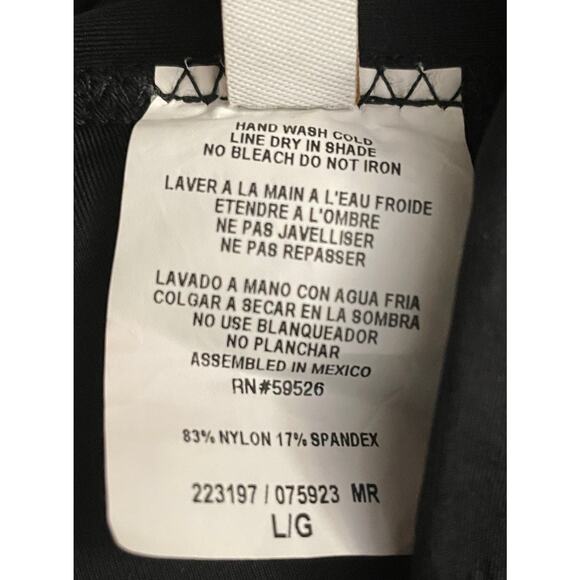 HAND WASH COLD
LINE DRY IN SHADE
NO BLEACH DO NOT IRON
LAVER A LA MAIN A L'EAU FROIDE
ETENDRE A L'OMBRE
NE PAS JAVELLISER
NE PAS REPASSER
LAVADO A MANO CON AGUA FRIA
COLGAR A SECAR EN LA SOMBRA
NO USE BLANQUEADOR
NO PLANCHAR
ASSEMBLED IN MEXICO
RN#59526
83% NYLON 17% SPANDEX
223197 / 075923 MR
L/G